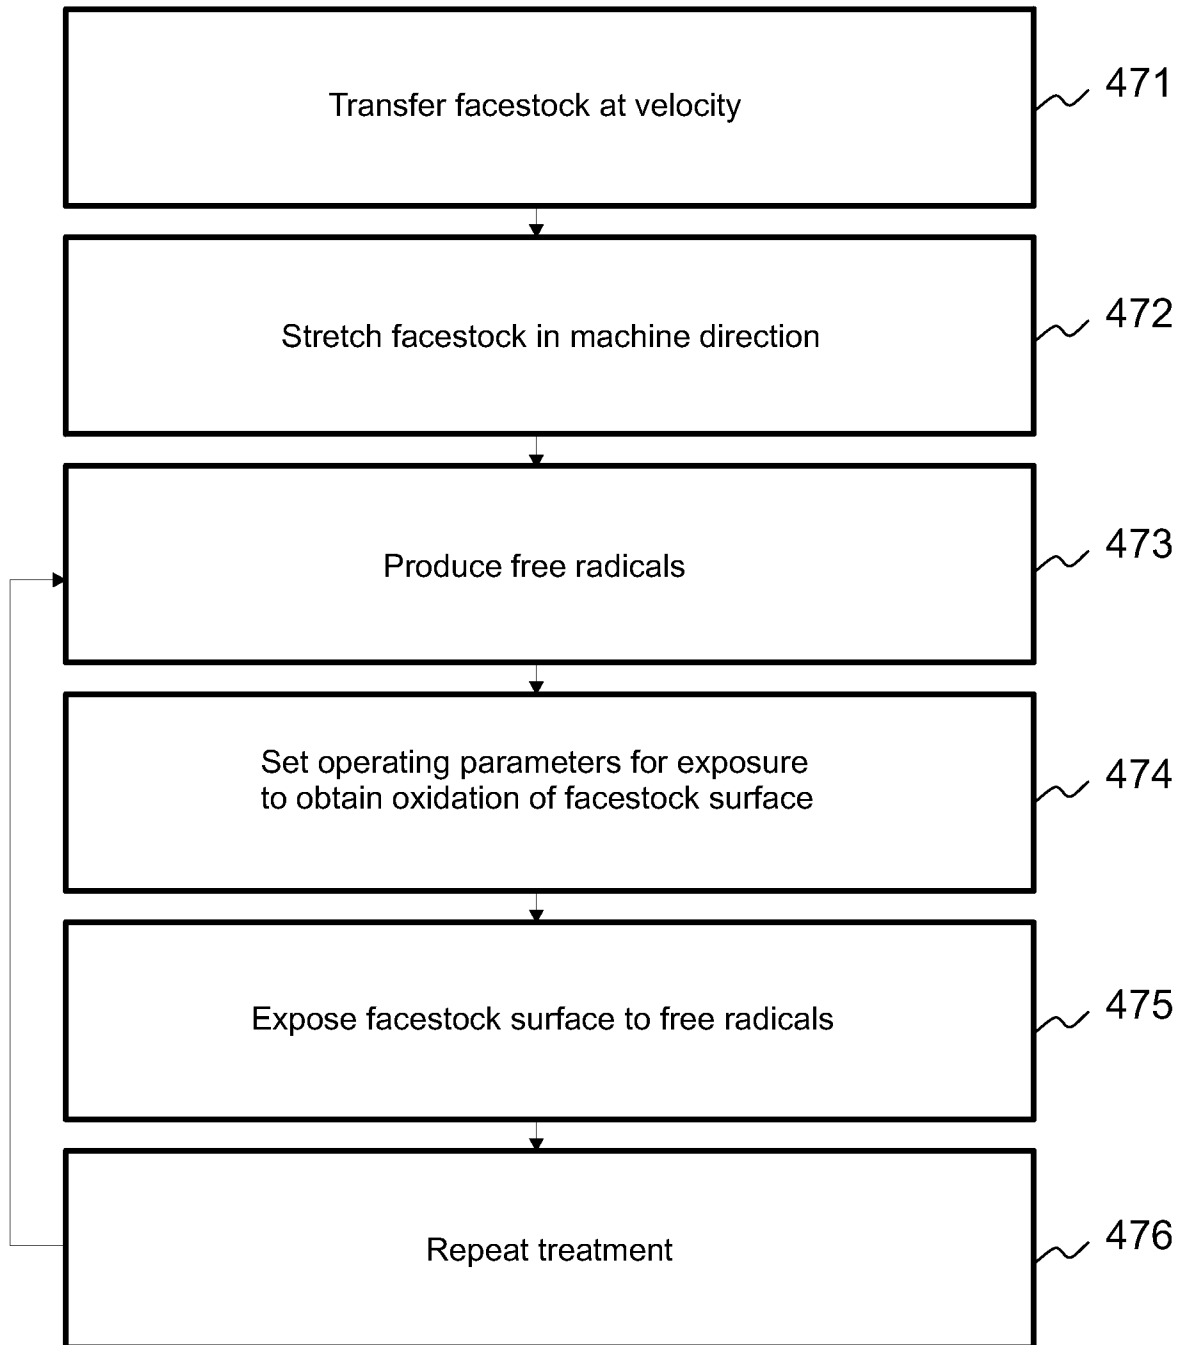 Transfer facestock at velocity
471
Stretch facestock in machine direction
472
Produce free radicals
473
Set operating parameters for exposure
to obtain oxidation of facestock surface
474
Expose facestock surface to free radicals
475
Repeat treatment
476